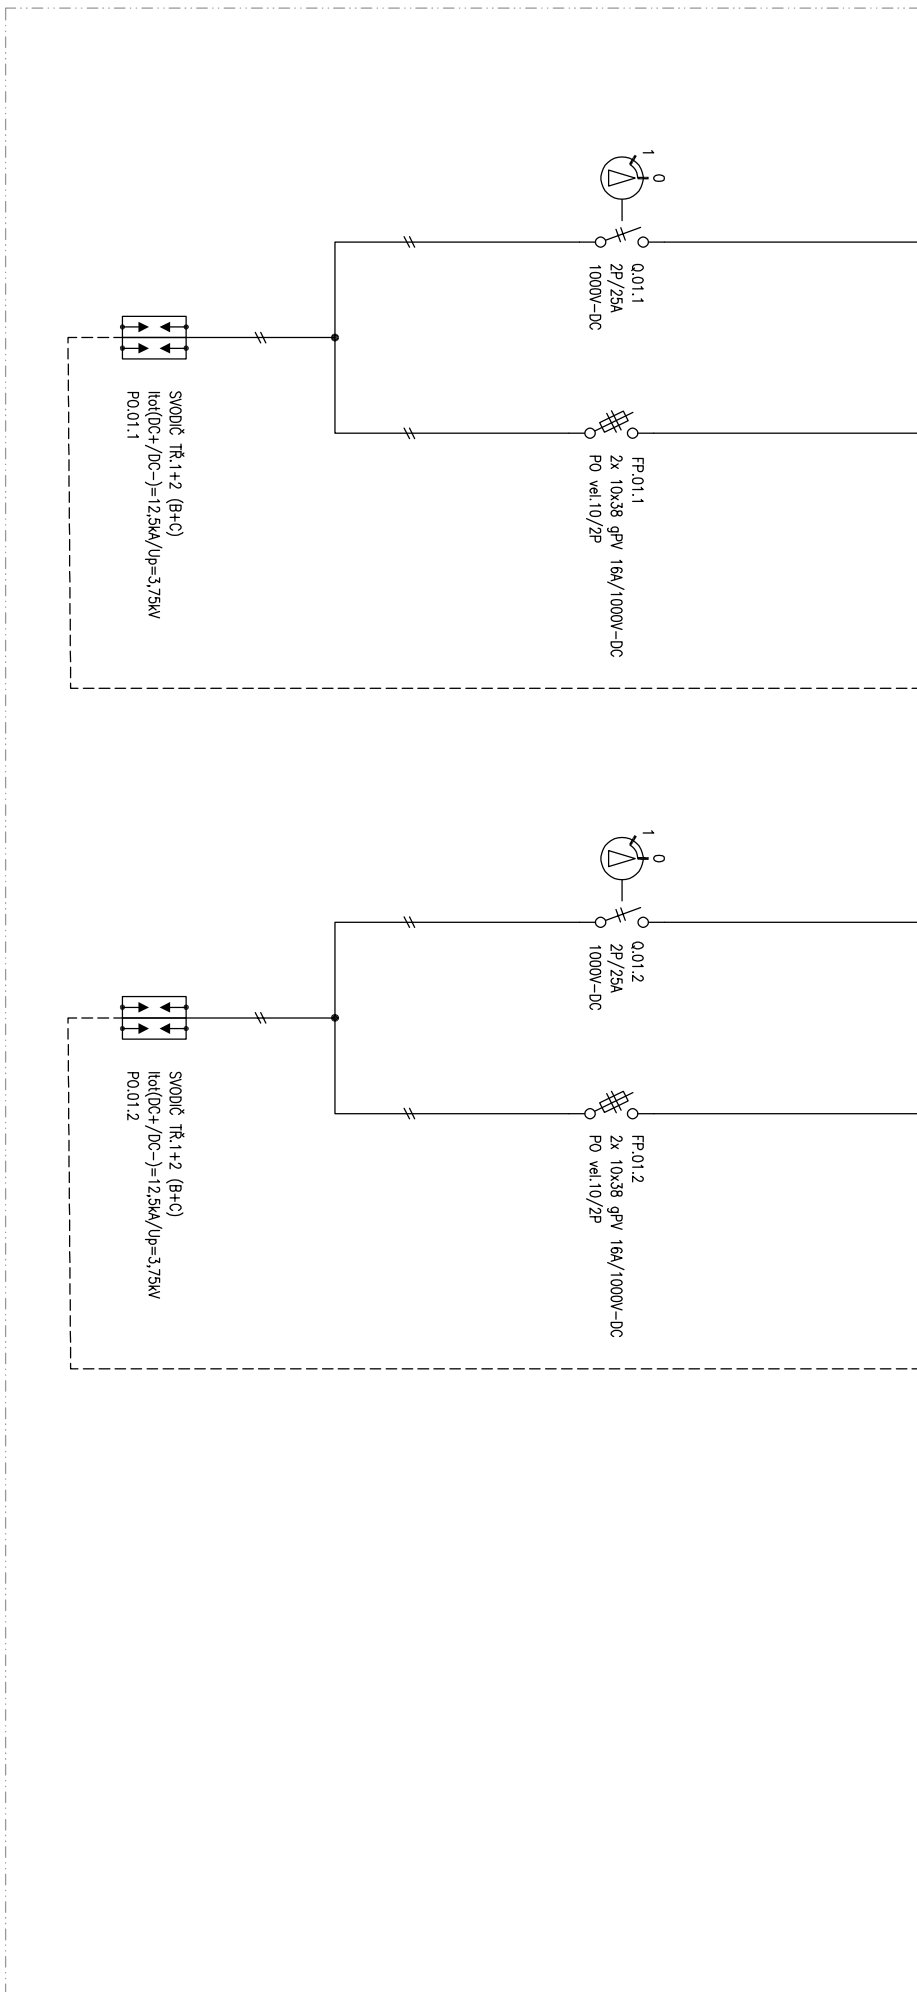 1
0
Q.01.1
2P/25A
1000V-DC
FP.01.1
2x 10x38 gPV 16A/1000V-DC
PO vel.10/2P
SVODIČ TŘ.1+2 (B+C)
Itot(DC+/DC-)=12,5kA/Up=3,75kV
PO.01.1
1
0
Q.01.2
2P/25A
1000V-DC
FP.01.2
2x 10x38 gPV 16A/1000V-DC
PO vel.10/2P
SVODIČ TŘ.1+2 (B+C)
Itot(DC+/DC-)=12,5kA/Up=3,75kV
PO.01.2